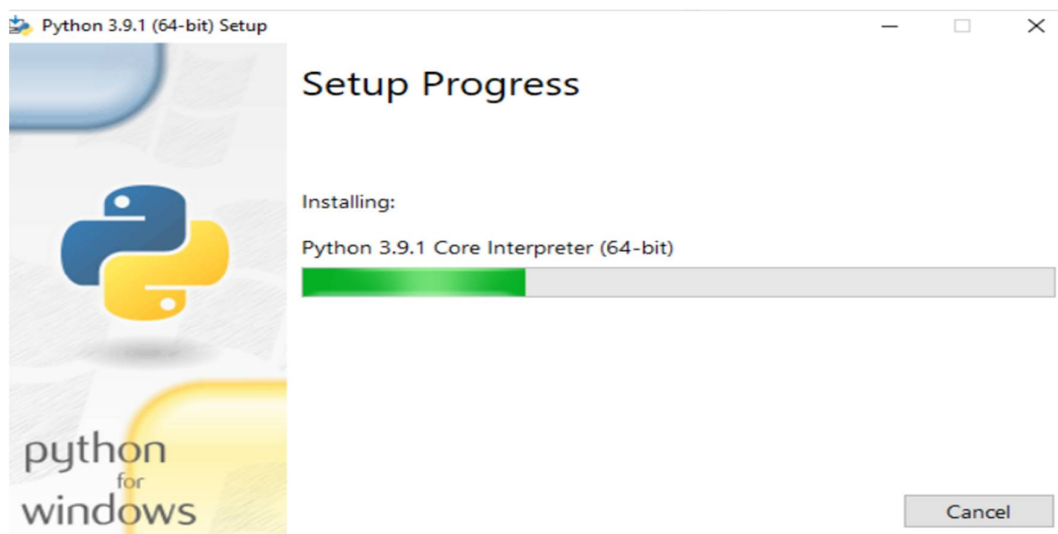 Python 3.9.1 (64-bit) Setup
Setup Progress
Installing:
Python 3.9.1 Core Interpreter (64-bit)
python
for
windows
Cancel